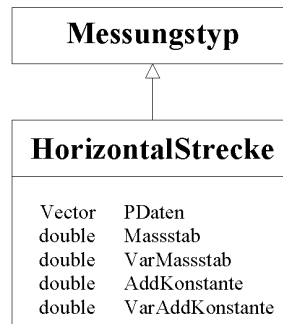 Messungstyp
HorizontalStrecke
Vector PDaten
double Massstab
double VarMassstab
double AddKonstante
double VarAddKonstante